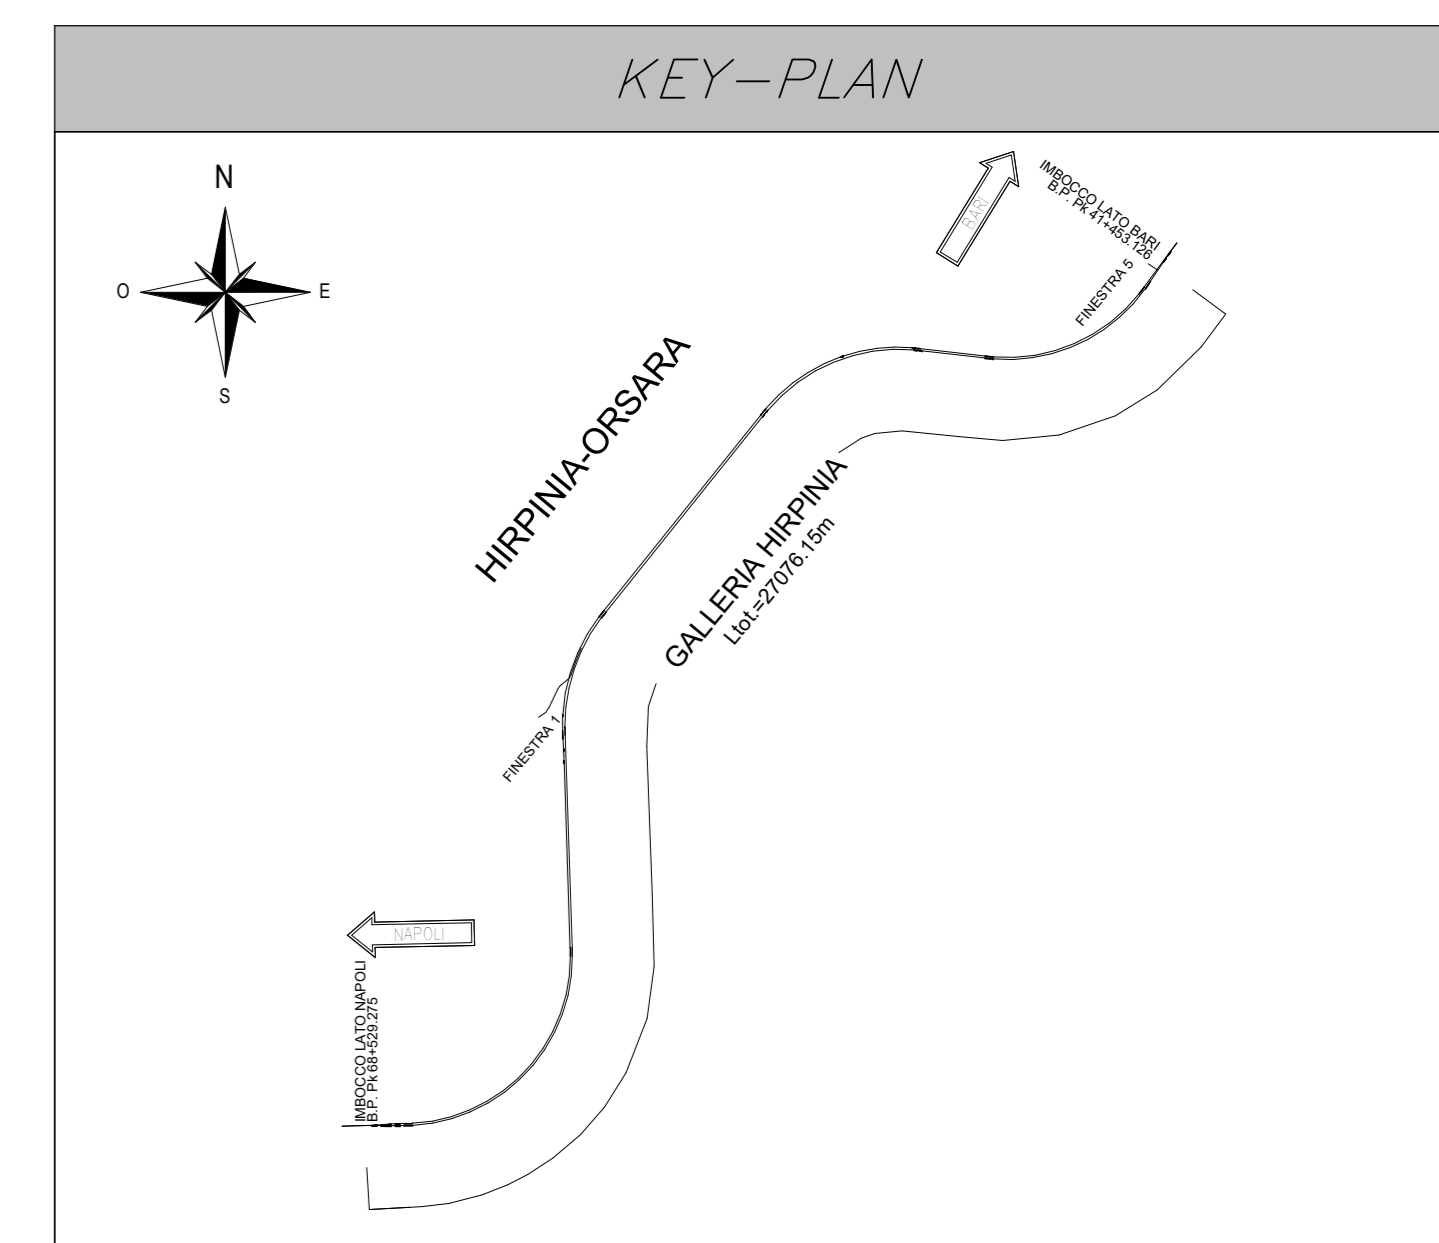 KEY-PLAN
N
O
E
S
BARI
IMBOCCO LATO BARI
B.P. Pk 41+453.126
FINESTRA 5
HIRPINIA-ORSARA
GALLERIA HIRPINIA
Ltot.=27076.15m
FINESTRA 1
NAPOLI
IMBOCCO LATO NAPOLI
B.P. Pk 68+529.275